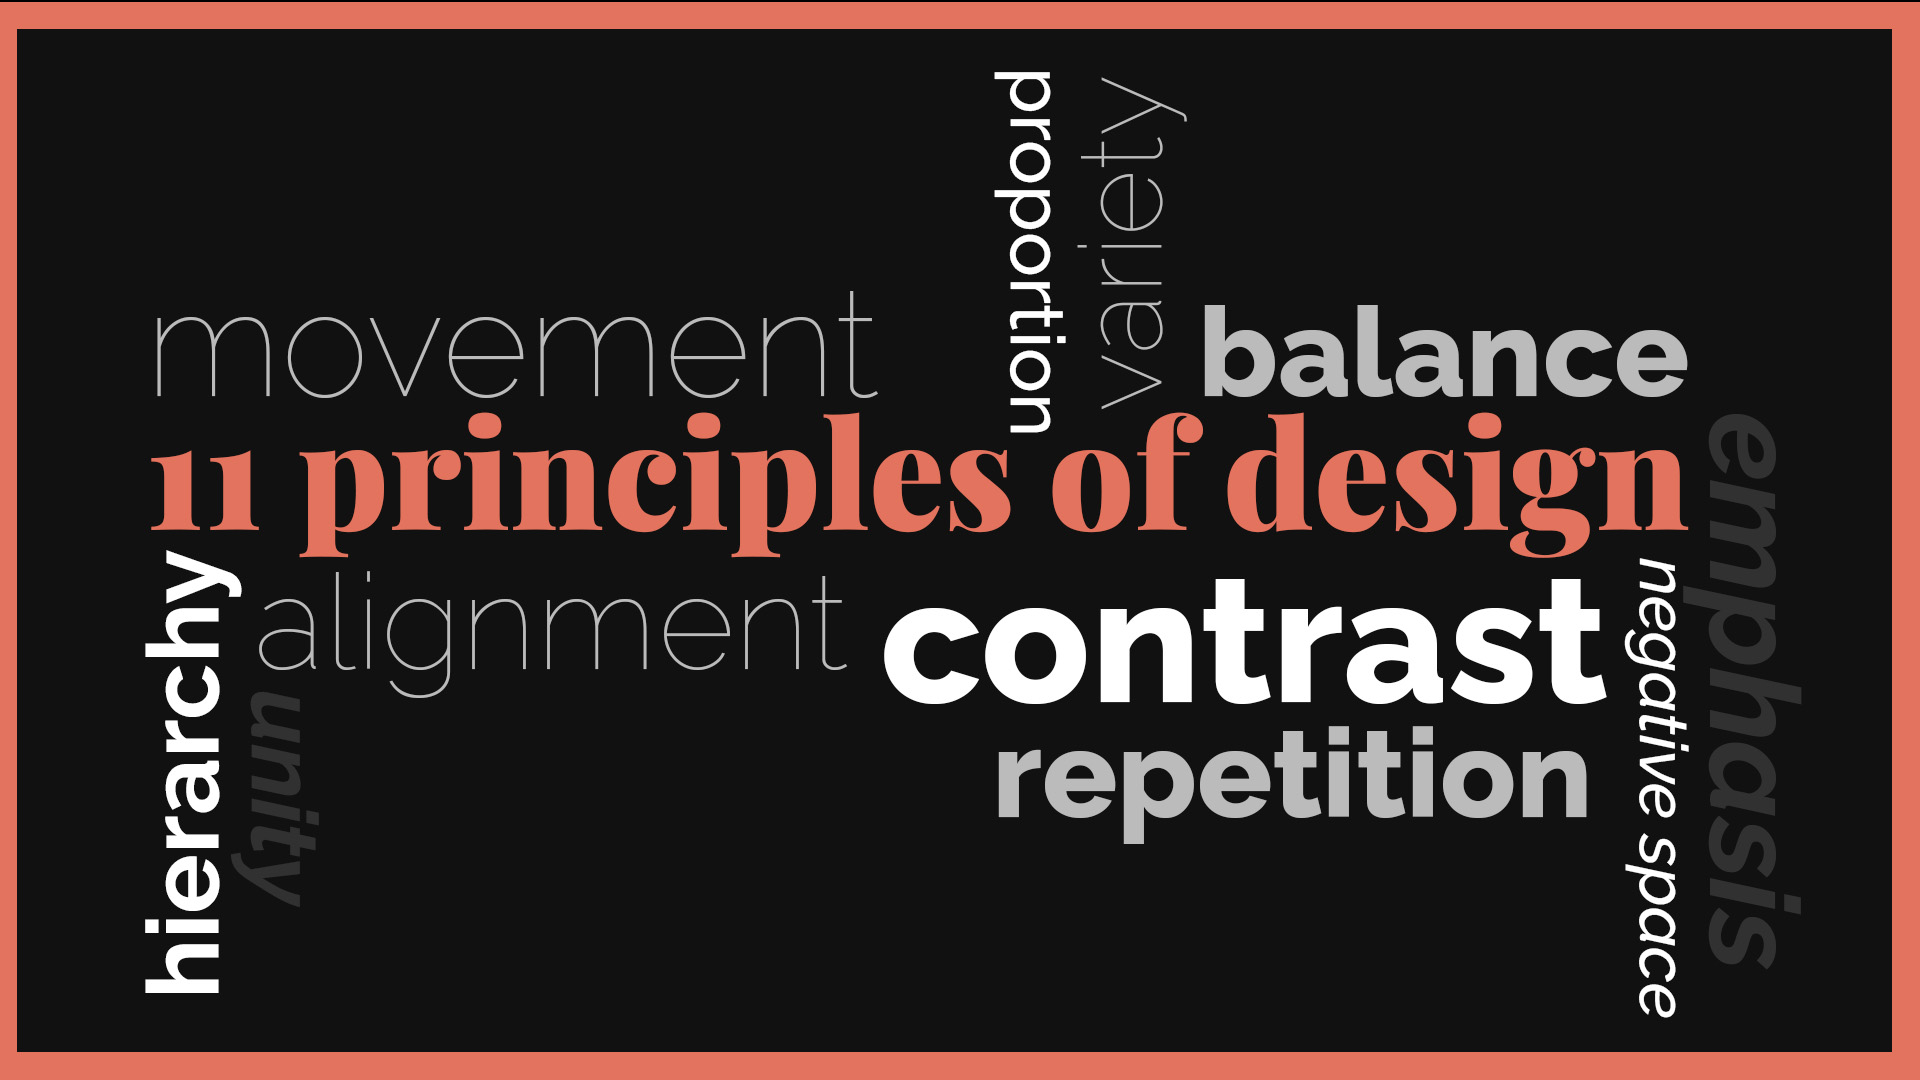 proportion
variety
movement
balance
11 principles of design
emphasis
hierarchy
alignment
contrast
negative space
unity
repetition